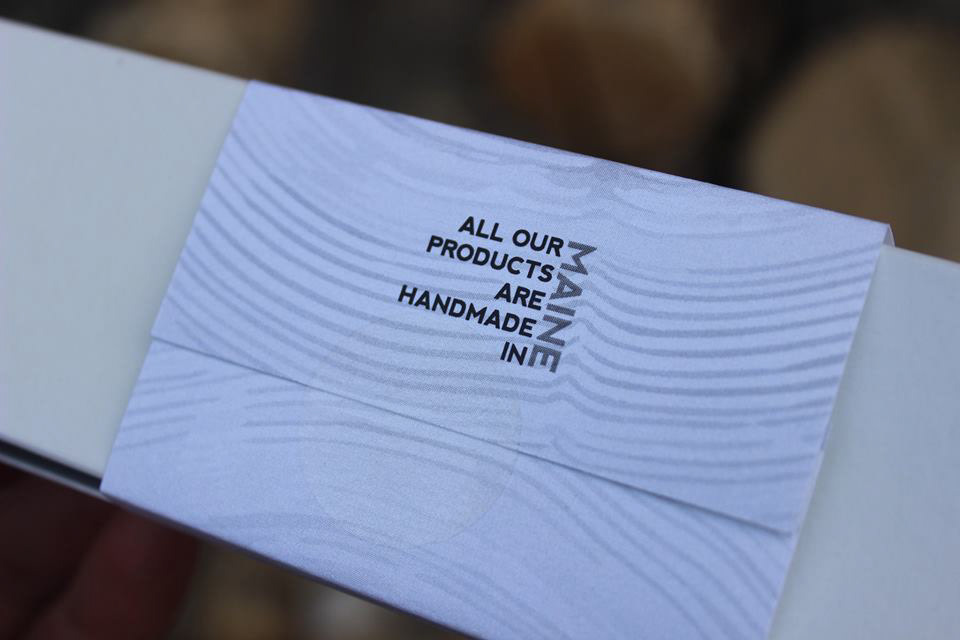 ALL OUR
PRODUCTS
ARE
HANDMADE
IN
MAINE